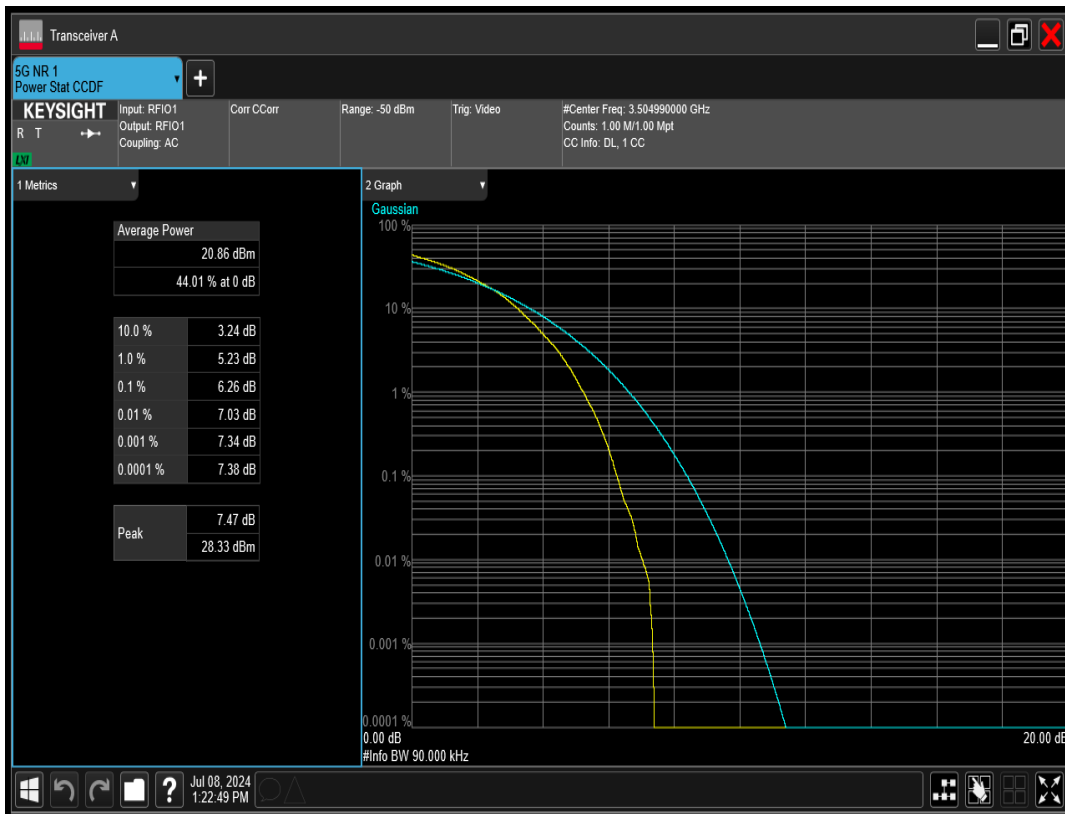 Transceiver A
5G NR 1
Power Stat CCDF
+
KEYSIGHT
R T
LXI
Input: RFIO1
Output: RFIO1
Coupling: AC
Corr CCorr
Range: -50 dBm
Trig: Video
#Center Freq: 3.504990000 GHz
Counts: 1.00 M/1.00 Mpt
CC Info: DL, 1 CC
1 Metrics
Average Power
20.86 dBm
44.01 % at 0 dB
10.0 % 3.24 dB
1.0 % 5.23 dB
0.1 % 6.26 dB
0.01 % 7.03 dB
0.001 % 7.34 dB
0.0001 % 7.38 dB
Peak
7.47 dB
28.33 dBm
2 Graph
Gaussian
100 %
10 %
1 %
0.1 %
0.01 %
0.001 %
0.0001 %
0.00 dB
20.00 dB
#Info BW 90.000 kHz
?
Jul 08, 2024
1:22:49 PM